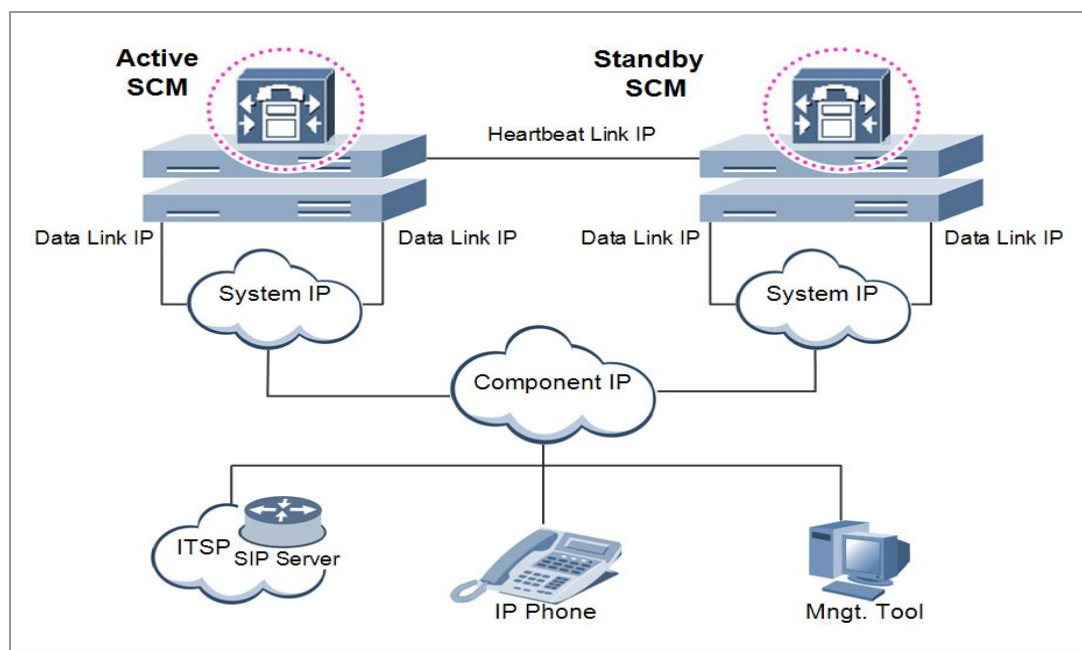 Active
SCM
Standby
SCM
Heartbeat Link IP
Data Link IP
Data Link IP
Data Link IP
Data Link IP
System IP
System IP
Component IP
ITSP
SIP Server
IP Phone
Mngt. Tool